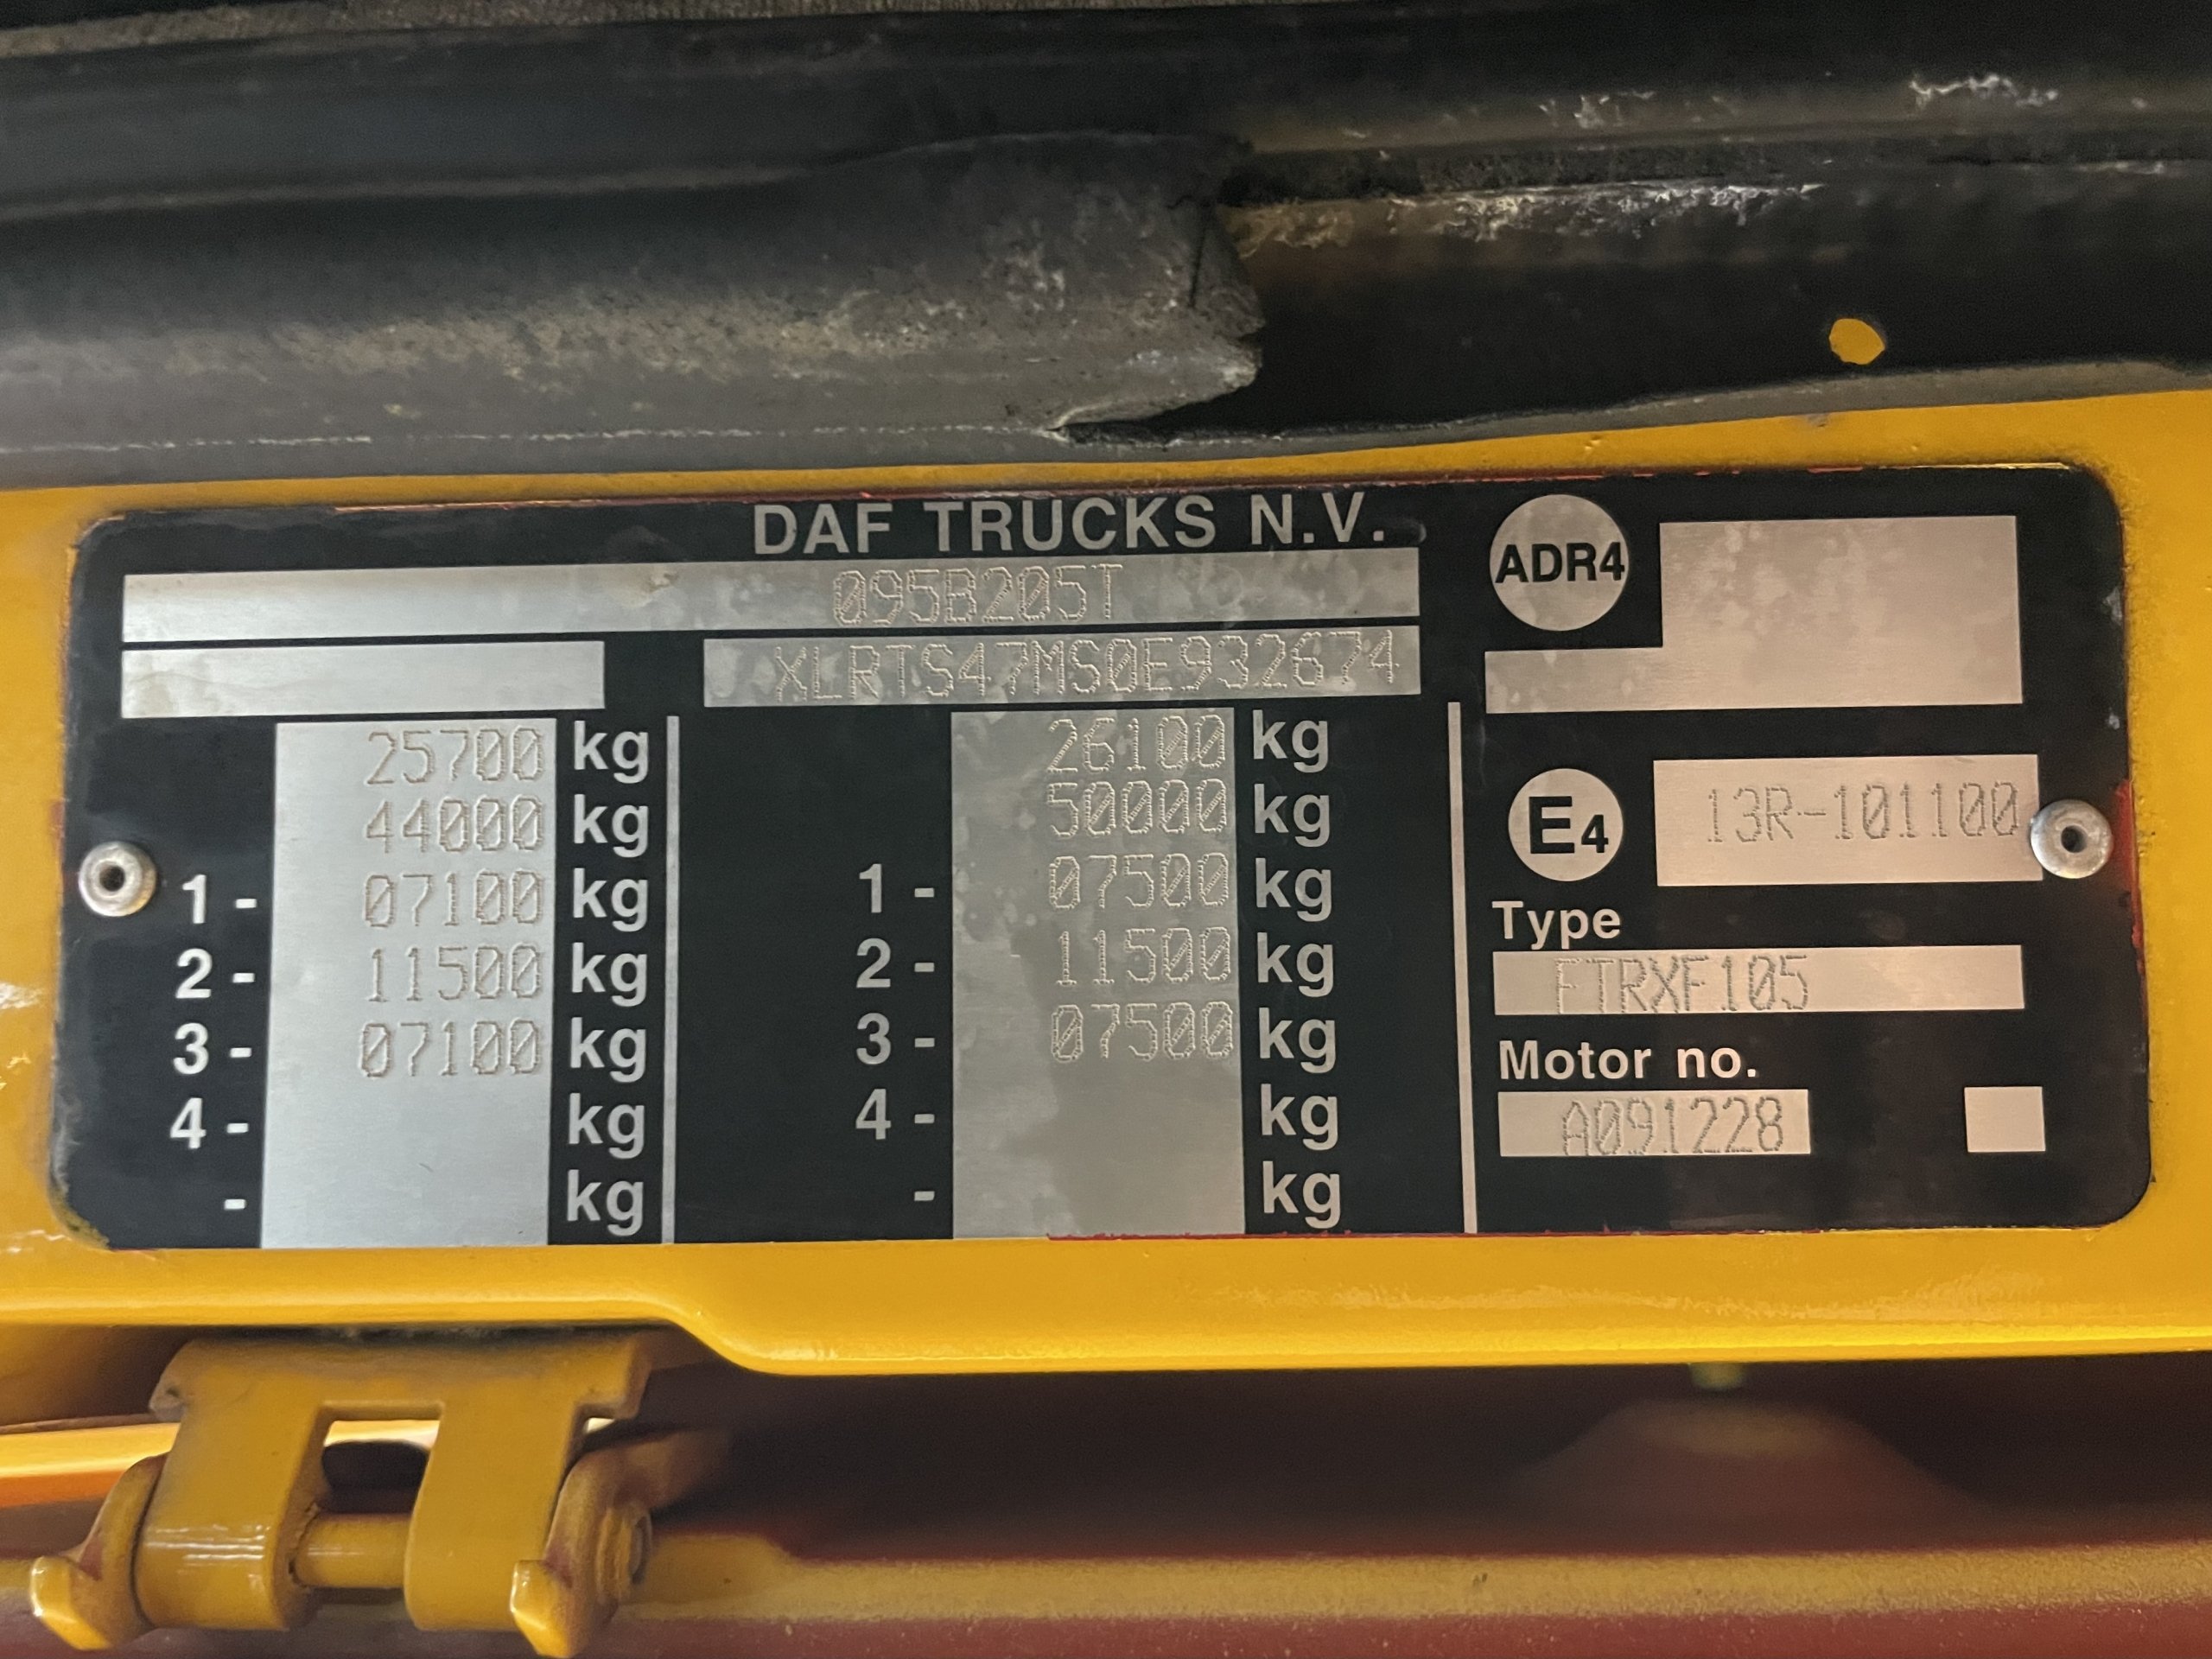 DAF TRUCKS N.V.
095B205T
XLRTS47MS0E932674
25700 kg
44000 kg
1 - 07100 kg
2 - 11500 kg
3 - 07100 kg
4 - kg
- kg
26100 kg
50000 kg
1 - 07500 kg
2 - 11500 kg
3 - 07500 kg
4 - kg
- kg
ADR4
E4 13R-101100
Type
FTRXF105
Motor no.
A091228